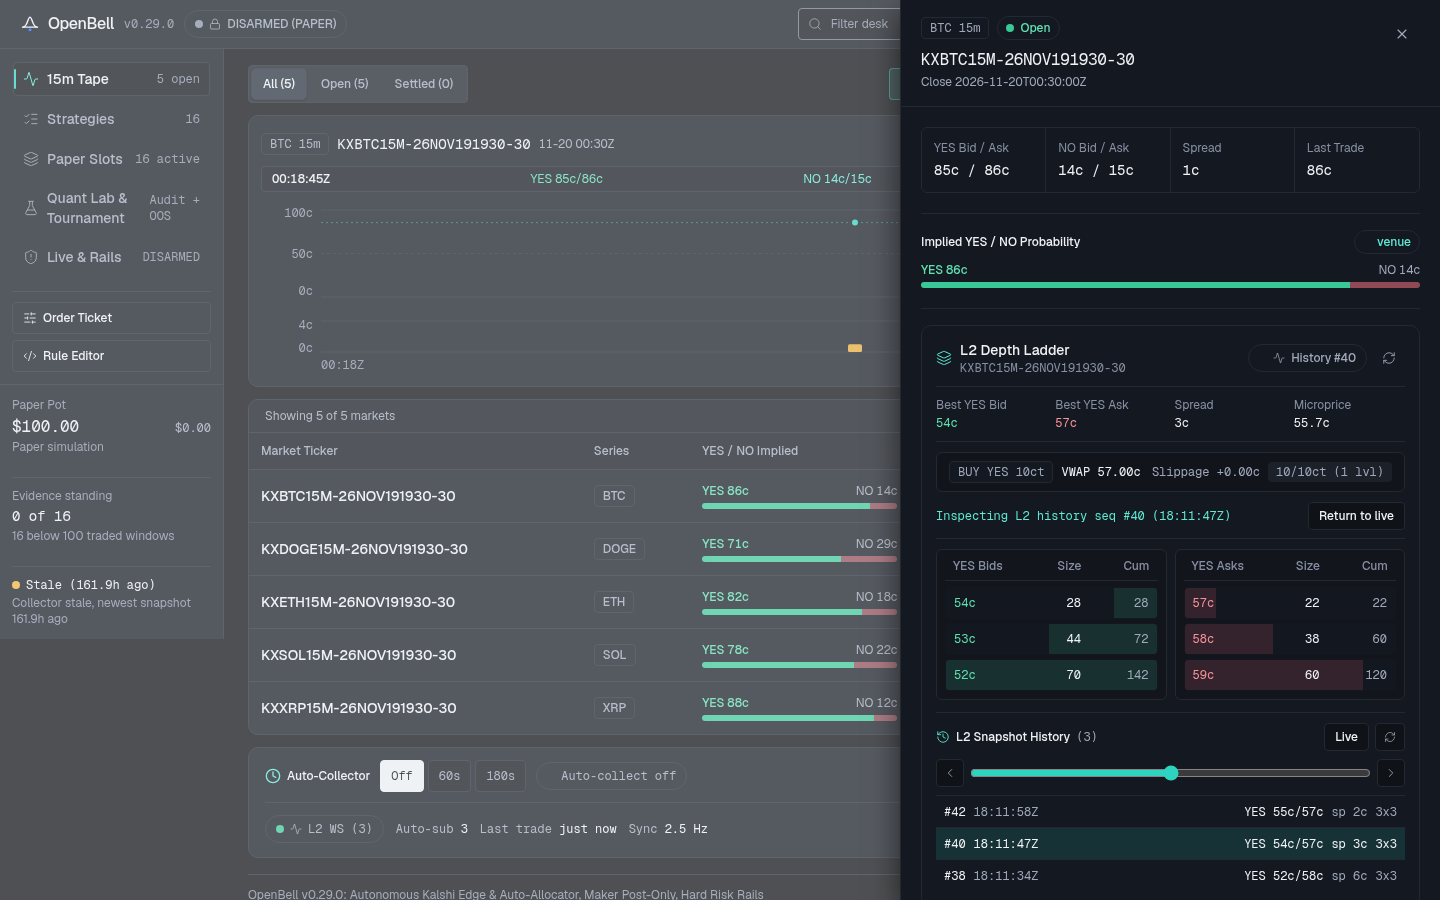 OpenBell v0.29.0 DISARMED (PAPER) Filter desk
15m Tape 5 open
Strategies 16
Paper Slots 16 active
Quant Lab & Tournament Audit + OOS
Live & Rails DISARMED
Order Ticket
Rule Editor
Paper Pot
$100.00 $0.00
Paper simulation
Evidence standing
0 of 16
16 below 100 traded windows
Stale (161.9h ago)
Collector stale, newest snapshot
161.9h ago
All (5) Open (5) Settled (0)
BTC 15m KXBTC15M-26NOV191930-30 11-20 00:30Z
00:18:45Z YES 85c/86c NO 14c/15c
100c
50c
0c
4c
0c
00:18Z
Showing 5 of 5 markets
Market Ticker Series YES / NO Implied
KXBTC15M-26NOV191930-30 BTC YES 86c NO 14c
KXDOGE15M-26NOV191930-30 DOGE YES 71c NO 29c
KXETH15M-26NOV191930-30 ETH YES 82c NO 18c
KXSOL15M-26NOV191930-30 SOL YES 78c NO 22c
KXXRP15M-26NOV191930-30 XRP YES 88c NO 12c
Auto-Collector Off 60s 180s Auto-collect off
L2 WS (3) Auto-sub 3 Last trade just now Sync 2.5 Hz
OpenBell v0.29.0: Autonomous Kalshi Edge & Auto-Allocator, Maker Post-Only, Hard Risk Rails
BTC 15m Open
KXBTC15M-26NOV191930-30
Close 2026-11-20T00:30:00Z
YES Bid / Ask NO Bid / Ask Spread Last Trade
85c / 86c 14c / 15c 1c 86c
Implied YES / NO Probability venue
YES 86c NO 14c
L2 Depth Ladder History #40
KXBTC15M-26NOV191930-30
Best YES Bid Best YES Ask Spread Microprice
54c 57c 3c 55.7c
BUY YES 10ct VWAP 57.00c Slippage +0.00c 10/10ct (1 lvl)
Inspecting L2 history seq #40 (18:11:47Z) Return to live
YES Bids Size Cum YES Asks Size Cum
54c 28 28 57c 22 22
53c 44 72 58c 38 60
52c 70 142 59c 60 120
L2 Snapshot History (3) Live
#42 18:11:58Z YES 55c/57c sp 2c 3x3
#40 18:11:47Z YES 54c/57c sp 3c 3x3
#38 18:11:34Z YES 52c/58c sp 6c 3x3